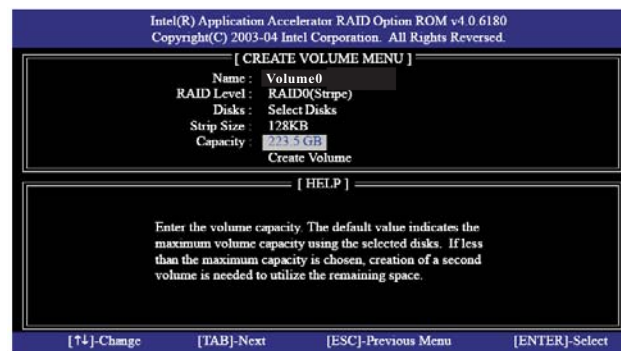 Intel(R) Application Accelerator RAID Option ROM v4.0.6180
Copyright(C) 2003-04 Intel Corporation. All Rights Reversed.
[ CREATE VOLUME MENU ]
Name : Volume0
RAID Level : RAID0(Stripe)
Disks : Select Disks
Strip Size : 128KB
Capacity : 223.5 GB
Create Volume
[ HELP ]
Enter the volume capacity. The default value indicates the
maximum volume capacity using the selected disks. If less
than the maximum capacity is chosen, creation of a second
volume is needed to utilize the remaining space.
[↑↓]-Change [TAB]-Next [ESC]-Previous Menu [ENTER]-Select